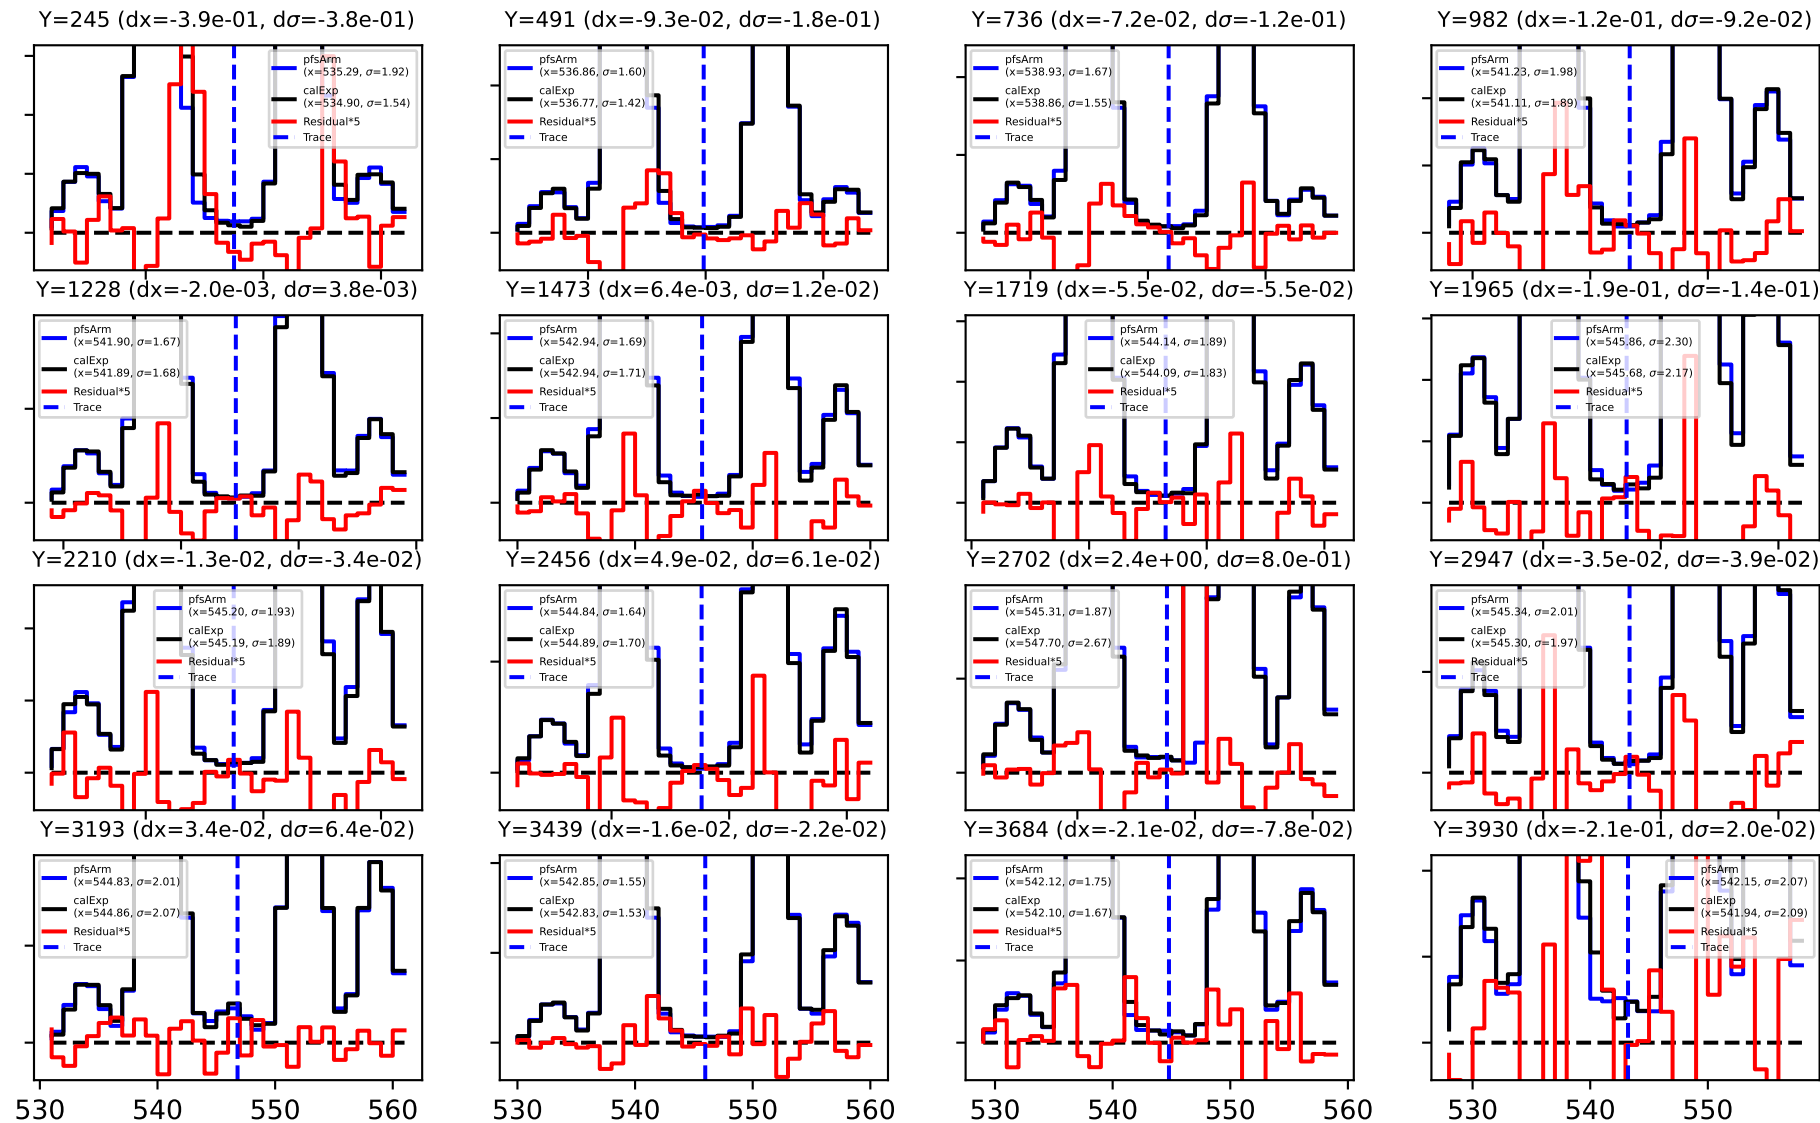 Y=245 (dx=-3.9e-01, dσ=-3.8e-01)
pfsArm
(x=535.29, σ=1.92)
calExp
(x=534.90, σ=1.54)
Residual*5
Trace
Y=491 (dx=-9.3e-02, dσ=-1.8e-01)
pfsArm
(x=536.86, σ=1.60)
calExp
(x=536.77, σ=1.42)
Residual*5
Trace
Y=736 (dx=-7.2e-02, dσ=-1.2e-01)
pfsArm
(x=538.93, σ=1.67)
calExp
(x=538.86, σ=1.55)
Residual*5
Trace
Y=982 (dx=-1.2e-01, dσ=-9.2e-02)
pfsArm
(x=541.23, σ=1.98)
calExp
(x=541.11, σ=1.89)
Residual*5
Trace
Y=1228 (dx=-2.0e-03, dσ=3.8e-03)
pfsArm
(x=541.90, σ=1.67)
calExp
(x=541.89, σ=1.68)
Residual*5
Trace
Y=1473 (dx=6.4e-03, dσ=1.2e-02)
pfsArm
(x=542.94, σ=1.69)
calExp
(x=542.94, σ=1.71)
Residual*5
Trace
Y=1719 (dx=-5.5e-02, dσ=-5.5e-02)
pfsArm
(x=544.14, σ=1.89)
calExp
(x=544.09, σ=1.83)
Residual*5
Trace
Y=1965 (dx=-1.9e-01, dσ=-1.4e-01)
pfsArm
(x=545.86, σ=2.30)
calExp
(x=545.68, σ=2.17)
Residual*5
Trace
Y=2210 (dx=-1.3e-02, dσ=-3.4e-02)
pfsArm
(x=545.20, σ=1.93)
calExp
(x=545.19, σ=1.89)
Residual*5
Trace
Y=2456 (dx=4.9e-02, dσ=6.1e-02)
pfsArm
(x=544.84, σ=1.64)
calExp
(x=544.89, σ=1.70)
Residual*5
Trace
Y=2702 (dx=2.4e+00, dσ=8.0e-01)
pfsArm
(x=545.31, σ=1.87)
calExp
(x=547.70, σ=2.67)
Residual*5
Trace
Y=2947 (dx=-3.5e-02, dσ=-3.9e-02)
pfsArm
(x=545.34, σ=2.01)
calExp
(x=545.30, σ=1.97)
Residual*5
Trace
Y=3193 (dx=3.4e-02, dσ=6.4e-02)
pfsArm
(x=544.83, σ=2.01)
calExp
(x=544.86, σ=2.07)
Residual*5
Trace
Y=3439 (dx=-1.6e-02, dσ=-2.2e-02)
pfsArm
(x=542.85, σ=1.55)
calExp
(x=542.83, σ=1.53)
Residual*5
Trace
Y=3684 (dx=-2.1e-02, dσ=-7.8e-02)
pfsArm
(x=542.12, σ=1.75)
calExp
(x=542.10, σ=1.67)
Residual*5
Trace
Y=3930 (dx=-2.1e-01, dσ=2.0e-02)
pfsArm
(x=542.15, σ=2.07)
calExp
(x=541.94, σ=2.09)
Residual*5
Trace
530 540 550 560
530 540 550 560
530 540 550 560
530 540 550